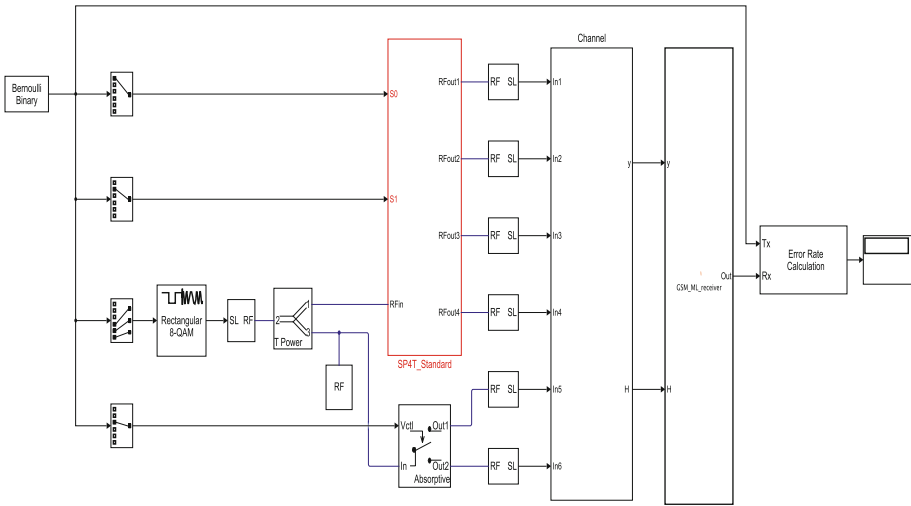 Channel
Bernoulli
Binary
S0
S1
RFin
RFout1
RFout2
RFout3
RFout4
SP4T_Standard
RF SL
RF SL
RF SL
RF SL
RF SL
RF SL
In1
In2
In3
In4
In5
In6
y
H
y
H
Out
GSM_ML_receiver
Tx
Rx
Error Rate
Calculation
Rectangular
8-QAM
SL RF
1
2
3
T Power
RF
Vctl
Out1
In
Out2
Absorptive